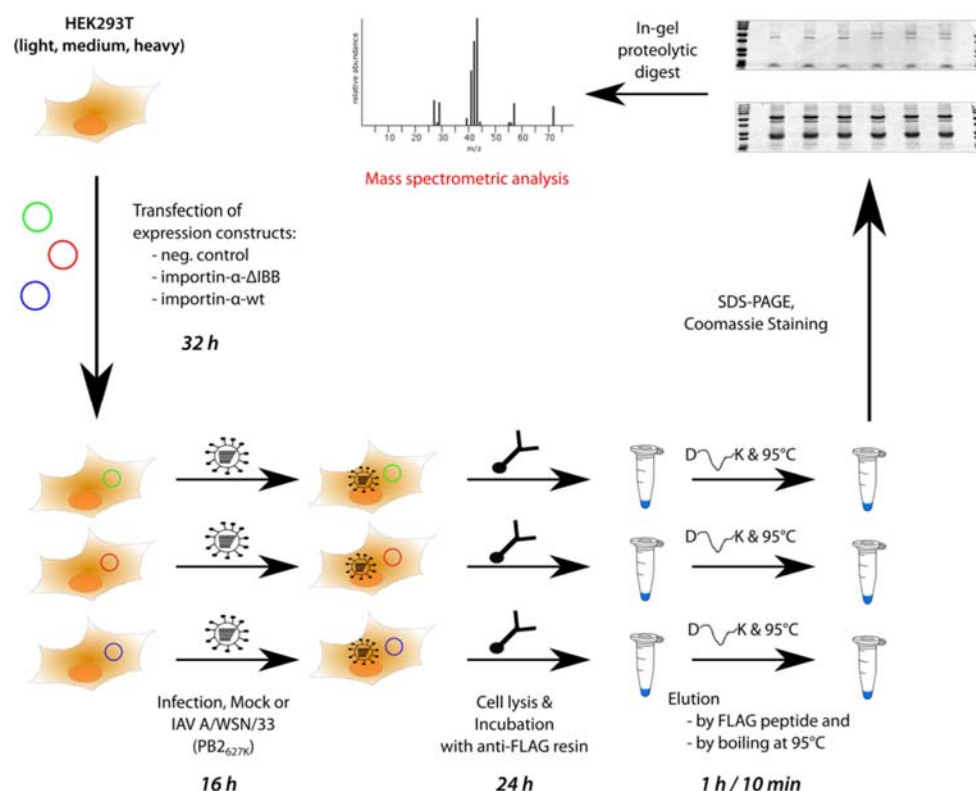 HEK293T
(light, medium, heavy)
Transfection of
expression constructs:
- neg. control
- importin-α-ΔIBB
- importin-α-wt
32 h
relative abundance
10 20 30 40 50 60 70
m/z
Mass spectrometric analysis
In-gel
proteolytic
digest
SDS-PAGE,
Coomassie Staining
D K & 95°C
D K & 95°C
D K & 95°C
Infection, Mock or
IAV A/WSN/33
(PB2627K)
16 h
Cell lysis &
Incubation
with anti-FLAG resin
24 h
Elution
- by FLAG peptide and
- by boiling at 95°C
1 h / 10 min